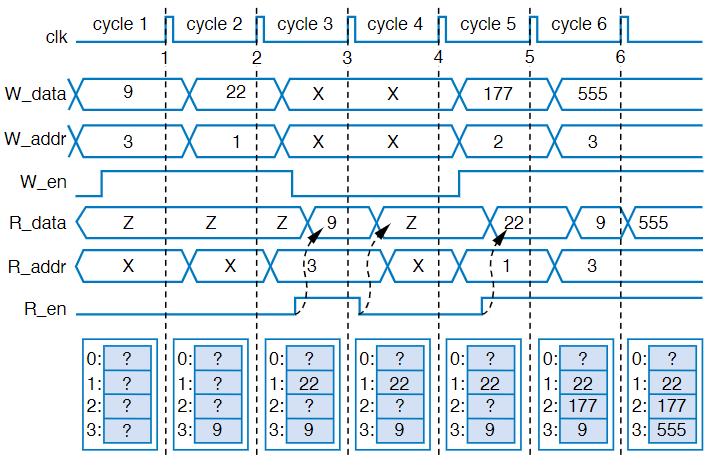 clk cycle 1 cycle 2 cycle 3 cycle 4 cycle 5 cycle 6
1 2 3 4 5 6
W_data 9 22 X X 177 555
W_addr 3 1 X X 2 3
W_en
R_data Z Z Z 9 Z 22 9 555
R_addr X X 3 X 1 3
R_en
0: ? 0: ? 0: ? 0: ? 0: ? 0: ? 0: ?
1: ? 1: ? 1: 22 1: 22 1: 22 1: 22 1: 22
2: ? 2: ? 2: ? 2: ? 2: ? 2: 177 2: 177
3: ? 3: 9 3: 9 3: 9 3: 9 3: 9 3: 555